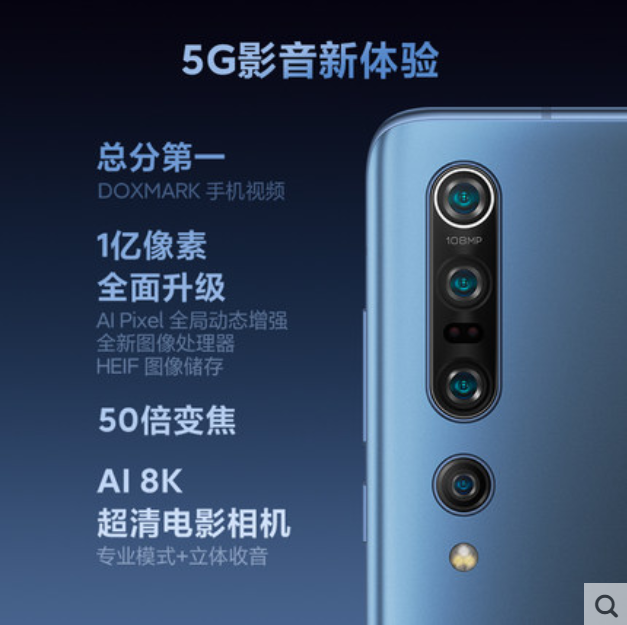 5G影音新体验
总分第一
DOXMARK 手机视频
1亿像素
全面升级
AI Pixel 全局动态增强
全新图像处理器
HEIF 图像储存
50倍变焦
AI 8K
超清电影相机
专业模式+立体收音
108MP